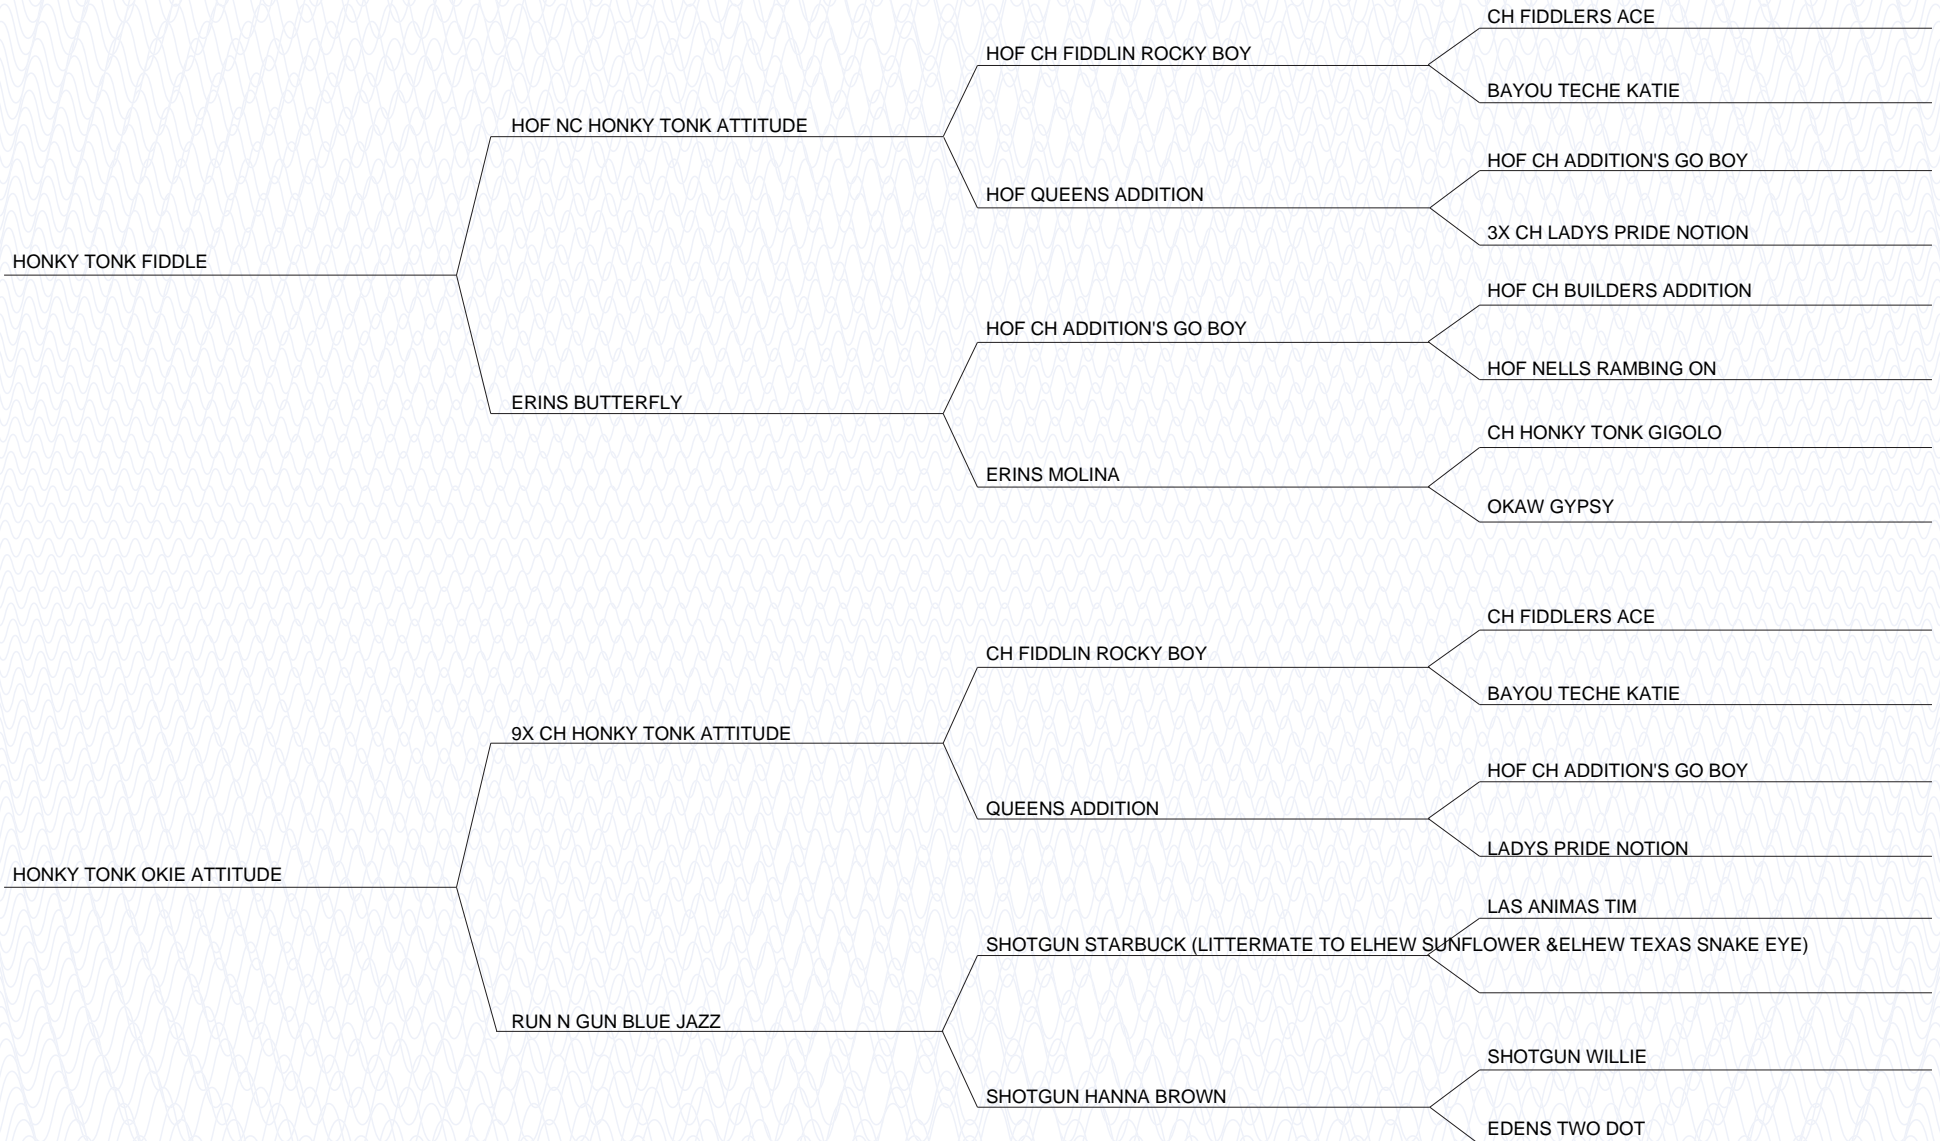 CH FIDDLERS ACE
HOF CH FIDDLIN ROCKY BOY
BAYOU TECHE KATIE
HOF NC HONKY TONK ATTITUDE
HOF CH ADDITION'S GO BOY
HOF QUEENS ADDITION
3X CH LADYS PRIDE NOTION
HONKY TONK FIDDLE
HOF CH BUILDERS ADDITION
HOF CH ADDITION'S GO BOY
HOF NELLS RAMBING ON
ERINS BUTTERFLY
CH HONKY TONK GIGOLO
ERINS MOLINA
OKAW GYPSY
CH FIDDLERS ACE
CH FIDDLIN ROCKY BOY
BAYOU TECHE KATIE
9X CH HONKY TONK ATTITUDE
HOF CH ADDITION'S GO BOY
QUEENS ADDITION
LADYS PRIDE NOTION
HONKY TONK OKIE ATTITUDE
LAS ANIMAS TIM
SHOTGUN STARBUCK (LITTERMATE TO ELHEW SUNFLOWER &ELHEW TEXAS SNAKE EYE)
RUN N GUN BLUE JAZZ
SHOTGUN WILLIE
SHOTGUN HANNA BROWN
EDENS TWO DOT